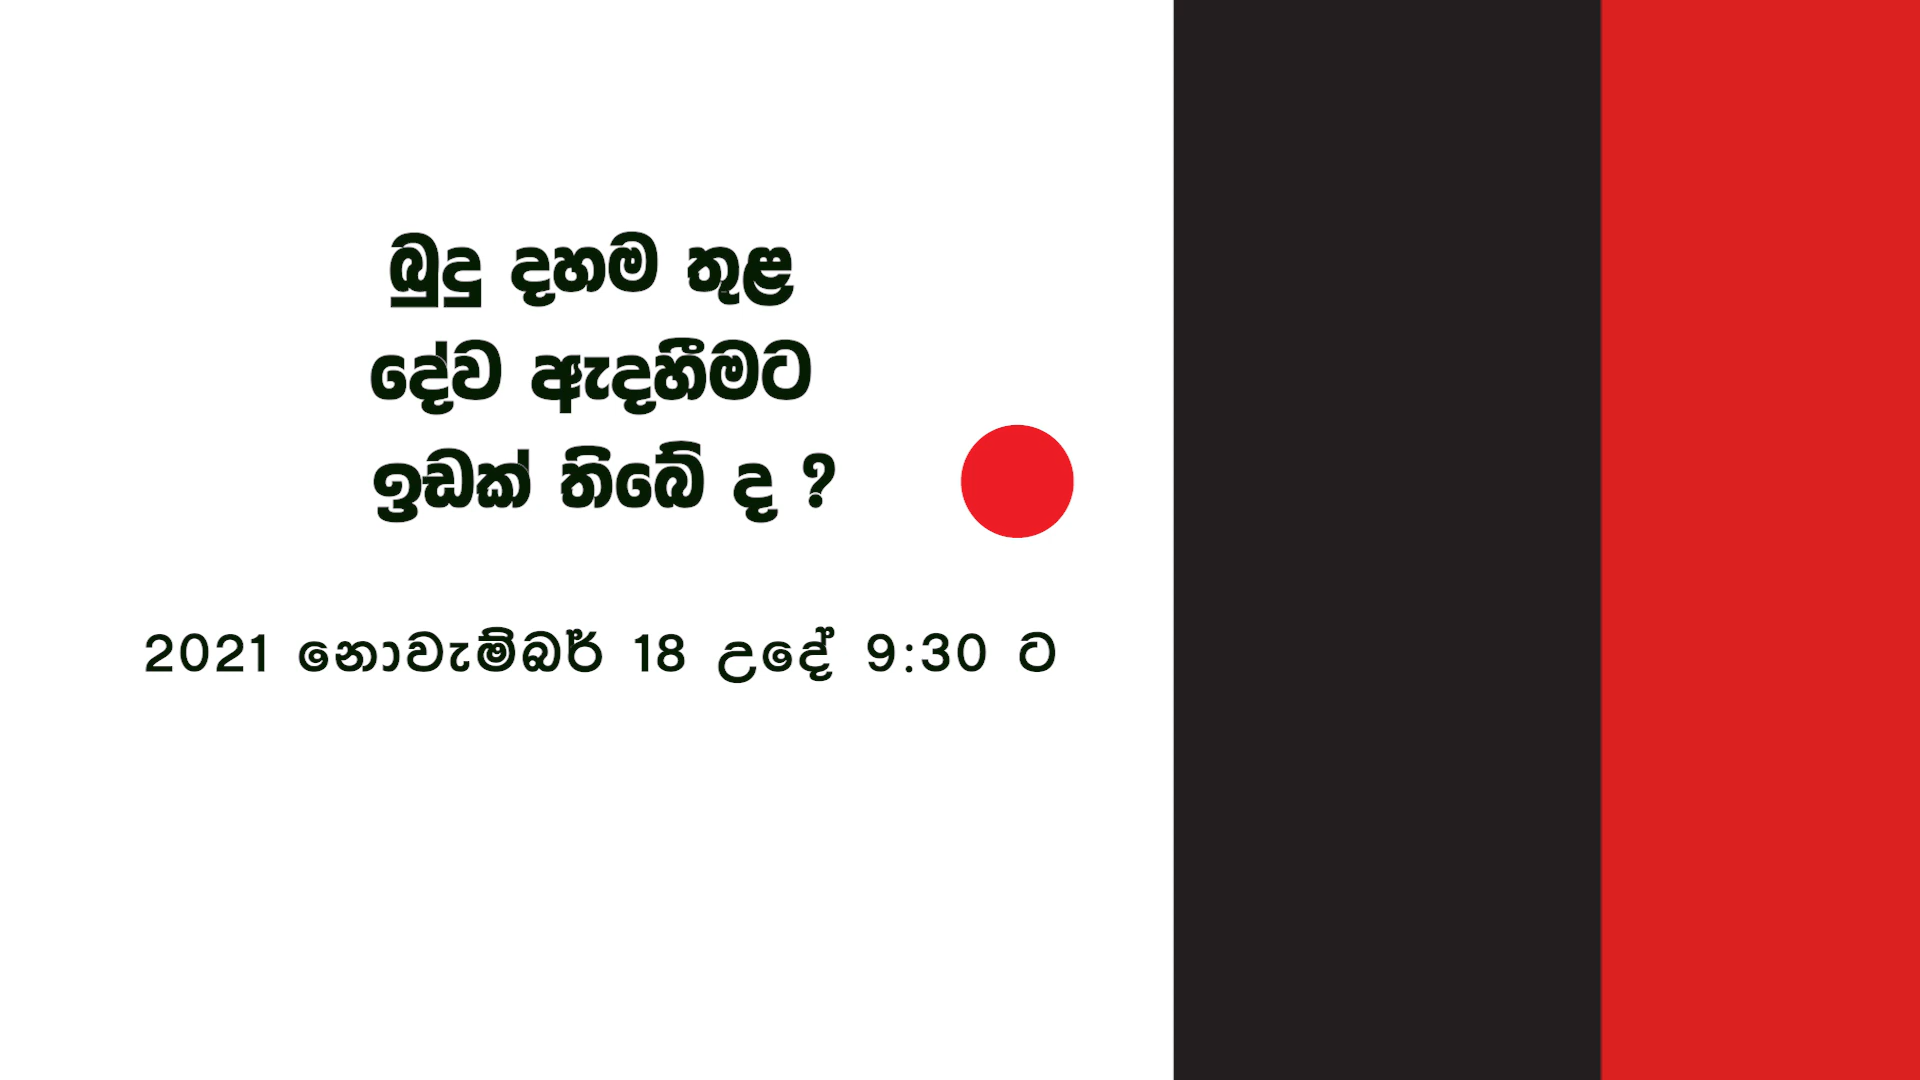 බුදු දහම තුළ
දේව ඇදහීමට
ඉඩක් තිබේ ද ?
2021 නොවැම්බර් 18 උදේ 9:30 ට